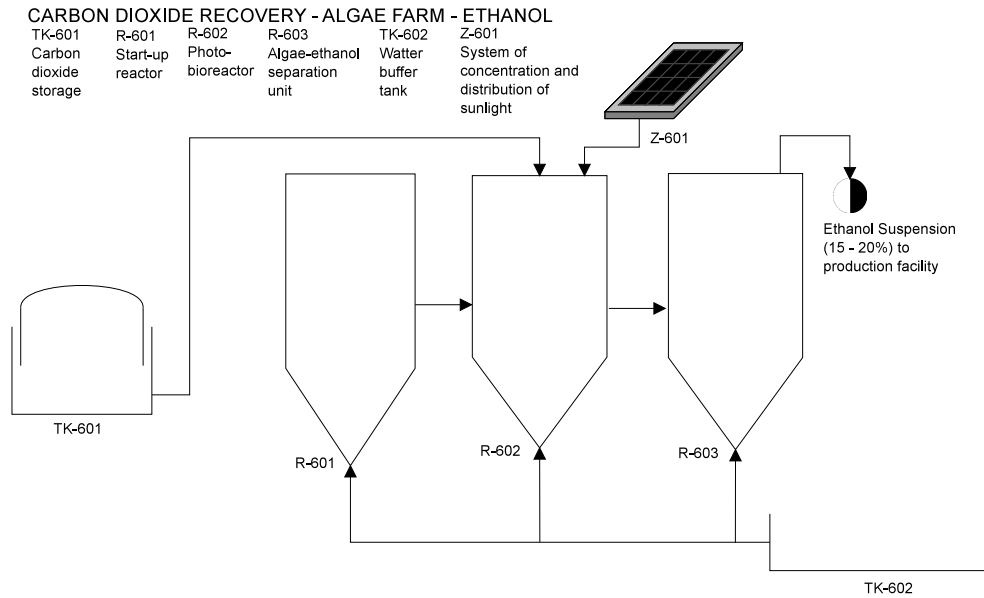 CARBON DIOXIDE RECOVERY - ALGAE FARM - ETHANOL
TK-601
Carbon
dioxide
storage
R-601
Start-up
reactor
R-602
Photo-
bioreactor
R-603
Algae-ethanol
separation
unit
TK-602
Watter
buffer
tank
Z-601
System of
concentration and
distribution of
sunlight
Z-601
Ethanol Suspension
(15 - 20%) to
production facility
TK-601
R-601
R-602
R-603
TK-602